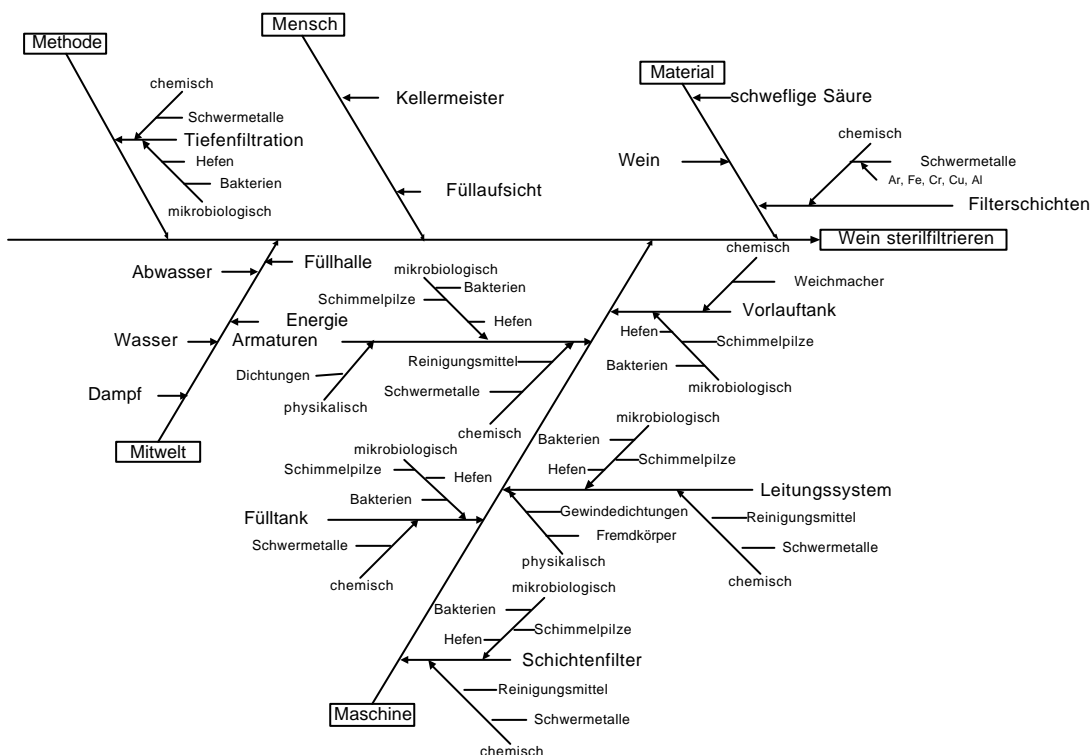 Methode
Mensch
Material
chemisch
Schwermetalle
Tiefenfiltration
Hefen
Bakterien
mikrobiologisch
Kellermeister
Füllaufsicht
schweflige Säure
Wein
chemisch
Schwermetalle
Ar, Fe, Cr, Cu, Al
Filterschichten
Wein sterilfiltrieren
Füllhalle
Abwasser
Energie
Wasser
Dampf
Mitwelt
mikrobiologisch
Bakterien
Schimmelpilze
Hefen
Armaturen
Reinigungsmittel
Dichtungen
Schwermetalle
physikalisch
chemisch
chemisch
Weichmacher
Vorlauftank
Hefen
Schimmelpilze
Bakterien
mikrobiologisch
mikrobiologisch
Schimmelpilze
Hefen
Bakterien
Fülltank
Schwermetalle
chemisch
mikrobiologisch
Bakterien
Schimmelpilze
Hefen
Leitungssystem
Gewindedichtungen
Reinigungsmittel
Fremdkörper
Schwermetalle
physikalisch
chemisch
mikrobiologisch
Bakterien
Schimmelpilze
Hefen
Schichtenfilter
Reinigungsmittel
Schwermetalle
chemisch
Maschine